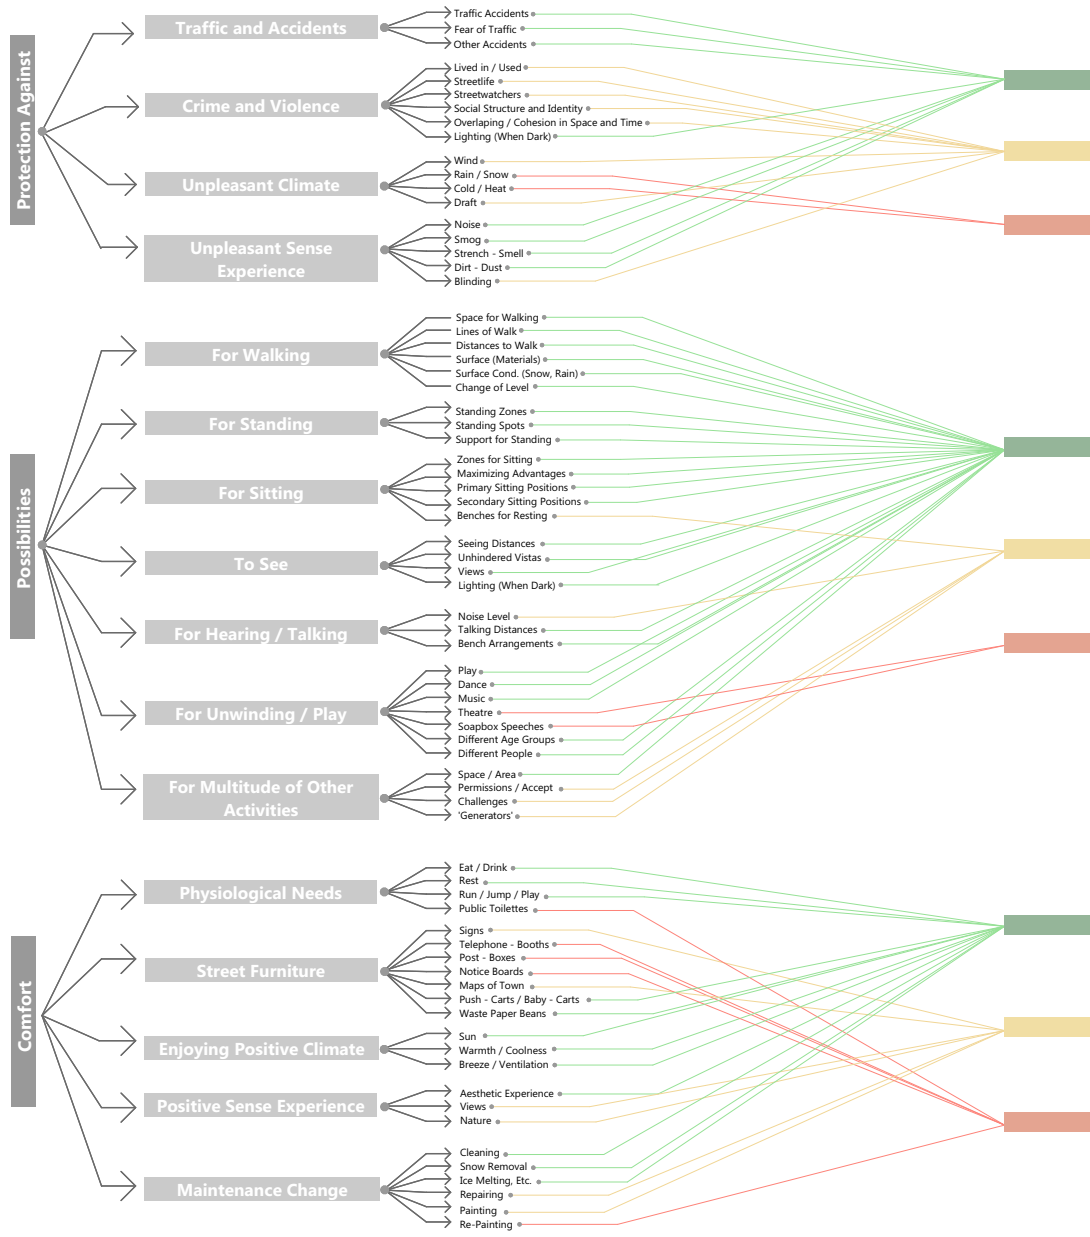 Protection Against
Traffic and Accidents
Traffic Accidents
Fear of Traffic
Other Accidents
Crime and Violence
Lived in / Used
Streetlife
Streetwatchers
Social Structure and Identity
Overlaping / Cohesion in Space and Time
Lighting (When Dark)
Unpleasant Climate
Wind
Rain / Snow
Cold / Heat
Draft
Unpleasant Sense
Experience
Noise
Smog
Strench - Smell
Dirt - Dust
Blinding
Possibilities
For Walking
Space for Walking
Lines of Walk
Distances to Walk
Surface (Materials)
Surface Cond. (Snow, Rain)
Change of Level
For Standing
Standing Zones
Standing Spots
Support for Standing
For Sitting
Zones for Sitting
Maximizing Advantages
Primary Sitting Positions
Secondary Sitting Positions
Benches for Resting
To See
Seeing Distances
Unhindered Vistas
Views
Lighting (When Dark)
For Hearing / Talking
Noise Level
Talking Distances
Bench Arrangements
For Unwinding / Play
Play
Dance
Music
Theatre
Soapbox Speeches
Different Age Groups
Different People
For Multitude of Other
Activities
Space / Area
Permissions / Accept
Challenges
'Generators'
Comfort
Physiological Needs
Eat / Drink
Rest
Run / Jump / Play
Public Toilettes
Street Furniture
Signs
Telephone - Booths
Post - Boxes
Notice Boards
Maps of Town
Push - Carts / Baby - Carts
Waste Paper Beans
Enjoying Positive Climate
Sun
Warmth / Coolness
Breeze / Ventilation
Positive Sense Experience
Aesthetic Experience
Views
Nature
Maintenance Change
Cleaning
Snow Removal
Ice Melting, Etc.
Repairing
Painting
Re-Painting